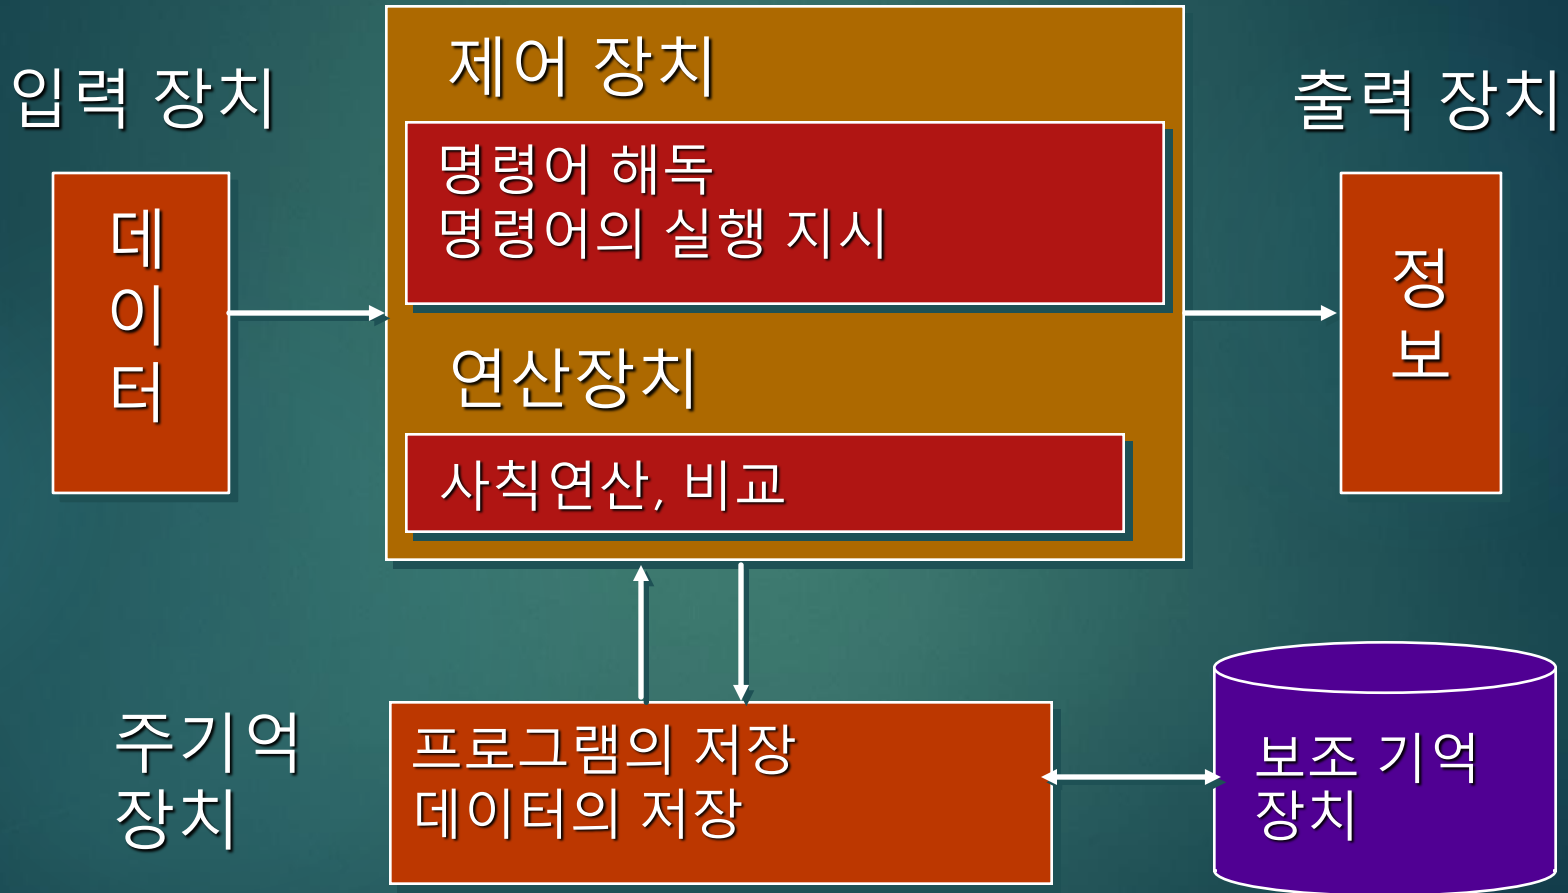 입력 장치
데
이
터
제어 장치
명령어 해독
명령어의 실행 지시
연산장치
사칙연산, 비교
출력 장치
정
보
주기억
장치
프로그램의 저장
데이터의 저장
보조 기억
장치